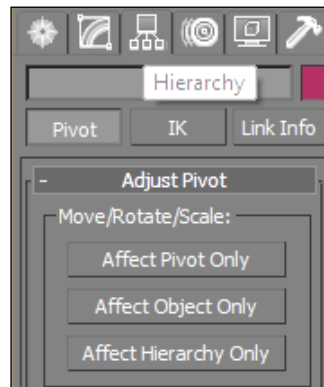 Hierarchy
Pivot IK Link Info
- Adjust Pivot
Move/Rotate/Scale:
Affect Pivot Only
Affect Object Only
Affect Hierarchy Only